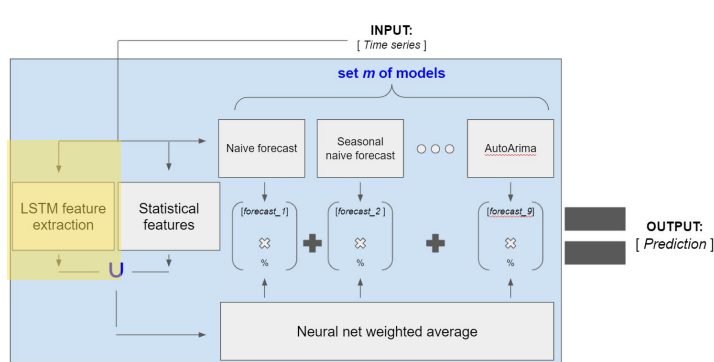 INPUT:
[ Time series ]
set m of models
Naive forecast
Seasonal
naive forecast
AutoArima
LSTM feature
extraction
Statistical
features
[forecast_1]
[forecast_2 ]
[forecast_9]
%
%
%
U
OUTPUT:
[ Prediction ]
Neural net weighted average